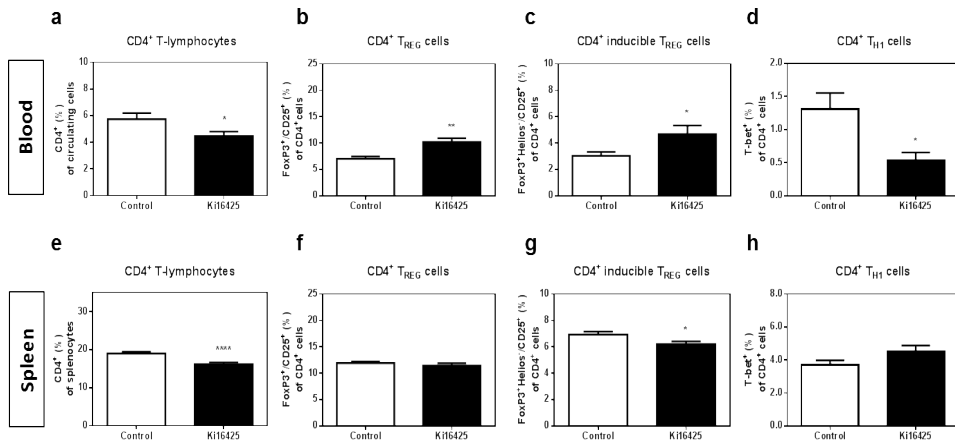 a
b
c
d
Blood
CD4⁺ T-lymphocytes
CD4⁺ (%)
of circulating cells
10
8
6
4
2
0
*
Control
Ki16425
CD4⁺ T_REG cells
FoxP3⁺/CD25⁺ (%)
of CD4⁺cells
25
20
15
10
5
0
**
Control
Ki16425
CD4⁺ inducible T_REG cells
FoxP3⁺Helios⁻/CD25⁺ (%)
of CD4⁺ cells
10
8
6
4
2
0
*
Control
Ki16425
CD4⁺ T_H1 cells
T-bet⁺ (%)
of CD4⁺ cells
2.0
1.5
1.0
0.5
0.0
*
Control
Ki16425
e
f
g
h
Spleen
CD4⁺ T-lymphocytes
CD4⁺ (%)
of splenocytes
30
20
10
0
****
Control
Ki16425
CD4⁺ T_REG cells
FoxP3⁺/CD25⁺ (%)
of CD4⁺ cells
25
20
15
10
5
0
Control
Ki16425
CD4⁺ inducible T_REG cells
FoxP3⁺Helios⁻/CD25⁺ (%)
of CD4⁺ cells
10
8
6
4
2
0
*
Control
Ki16425
CD4⁺ T_H1 cells
T-bet⁺ (%)
of CD4⁺ cells
8.0
6.0
4.0
2.0
0.0
Control
Ki16425